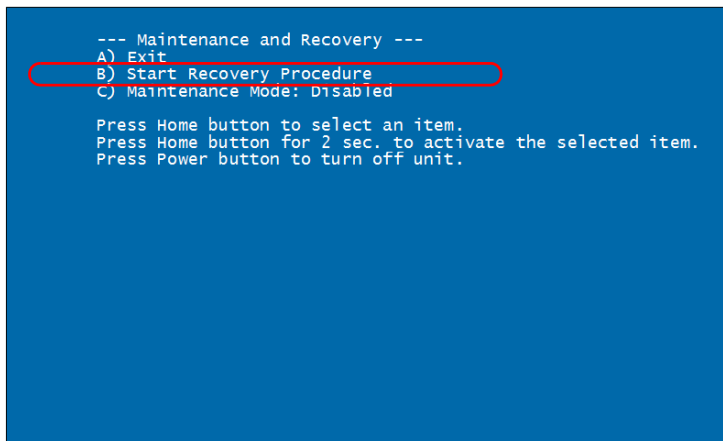 --- Maintenance and Recovery ---
A) Exit
B) Start Recovery Procedure
C) Maintenance Mode: Disabled
Press Home button to select an item.
Press Home button for 2 sec. to activate the selected item.
Press Power button to turn off unit.